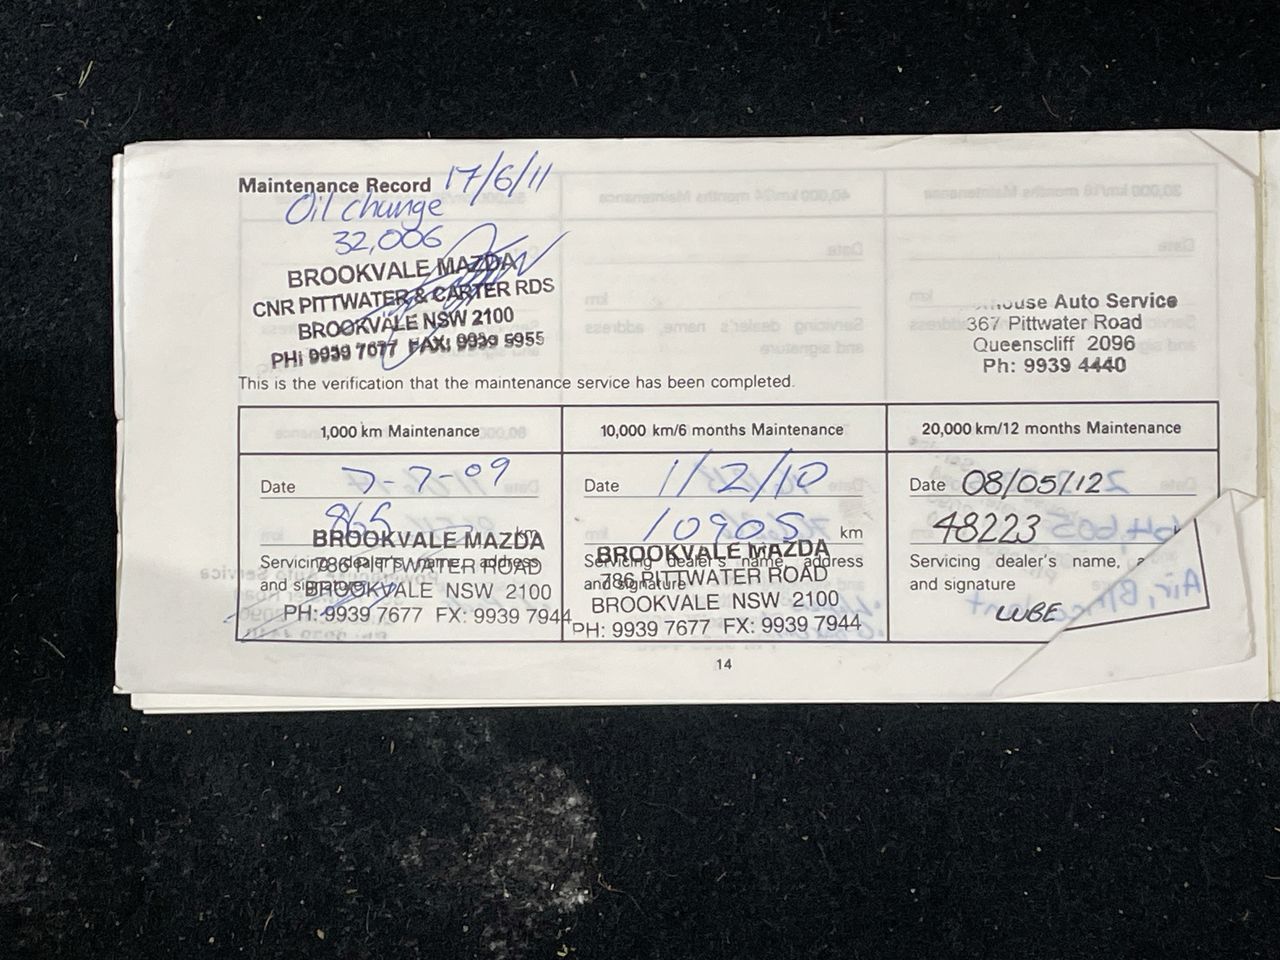 Maintenance Record 17/6/11
Oil change
32,006
BROOKVALE MAZDA
CNR PITTWATER & CARTER RDS
BROOKVALE NSW 2100
PH: 9939 7677 FAX: 9939 5955
house Auto Service
367 Pittwater Road
Queenscliff 2096
Ph: 9939 4440
This is the verification that the maintenance service has been completed.
1,000 km Maintenance
Date 7-7-09
865 km
Servicing dealer's name, address
and signature
BROOKVALE MAZDA
786 PITTWATER ROAD
BROOKVALE NSW 2100
PH: 9939 7677 FX: 9939 7944
10,000 km/6 months Maintenance
Date 1/2/10
10905 km
Servicing dealer's name address
and signature
BROOKVALE MAZDA
786 PITTWATER ROAD
BROOKVALE NSW 2100
PH: 9939 7677 FX: 9939 7944
20,000 km/12 months Maintenance
Date 08/05/12
48223
Servicing dealer's name,
and signature
LUBE
14